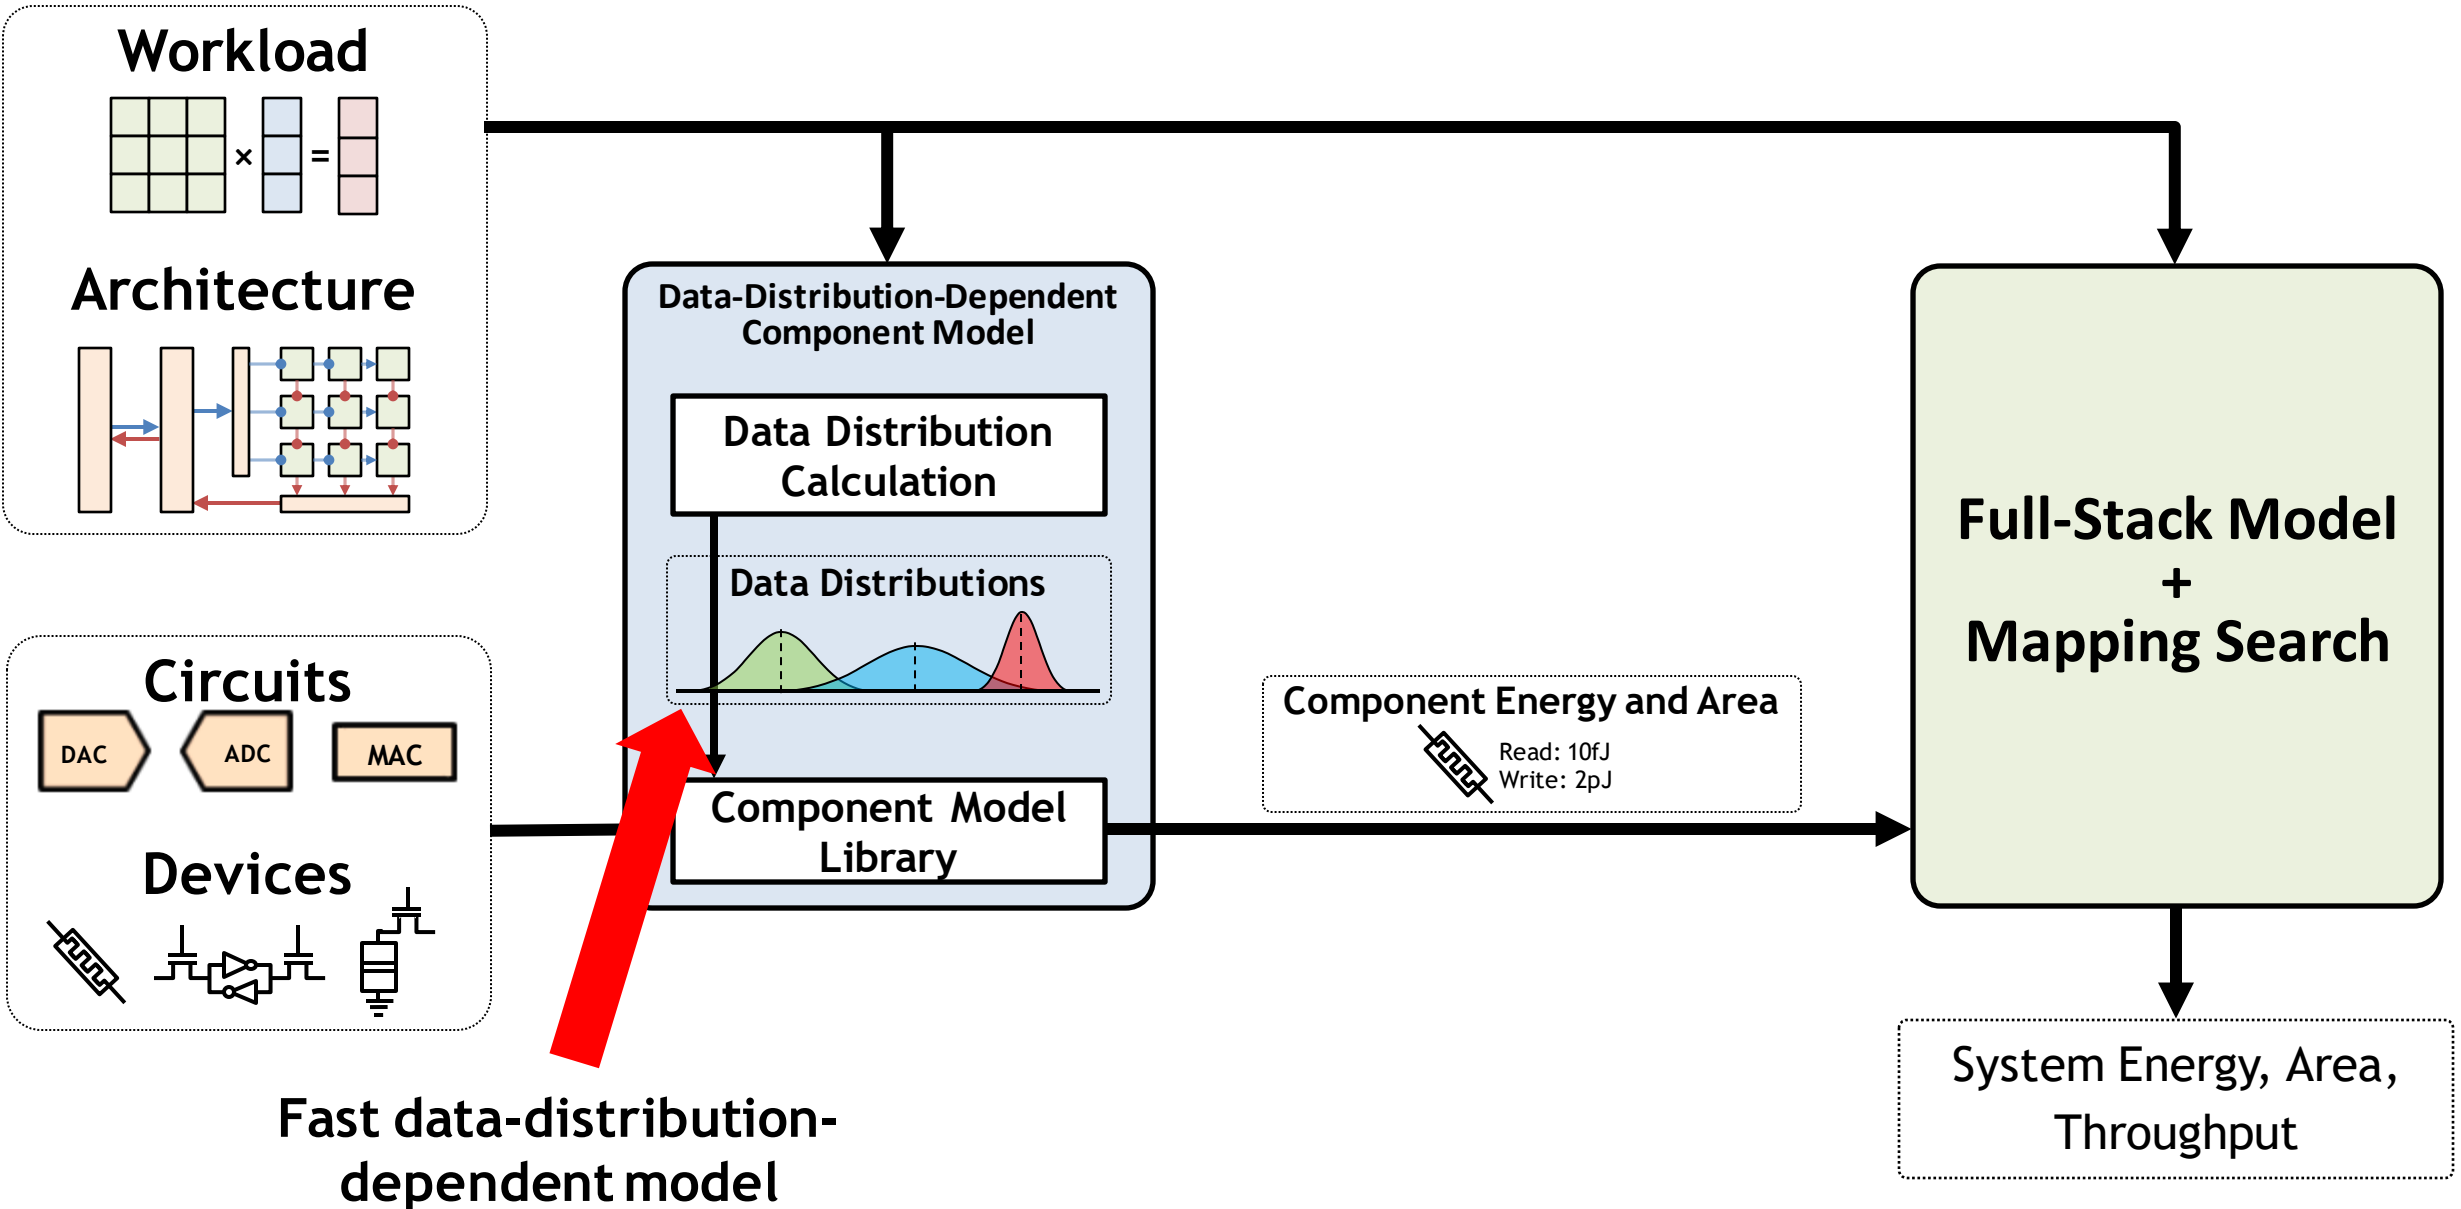 Workload
× =
Architecture
Data-Distribution-Dependent
Component Model
Data Distribution
Calculation
Data Distributions
Component Model
Library
Circuits
DAC
ADC
MAC
Devices
Component Energy and Area
Read: 10fJ
Write: 2pJ
Full-Stack Model
+
Mapping Search
System Energy, Area,
Throughput
Fast data-distribution-
dependent model